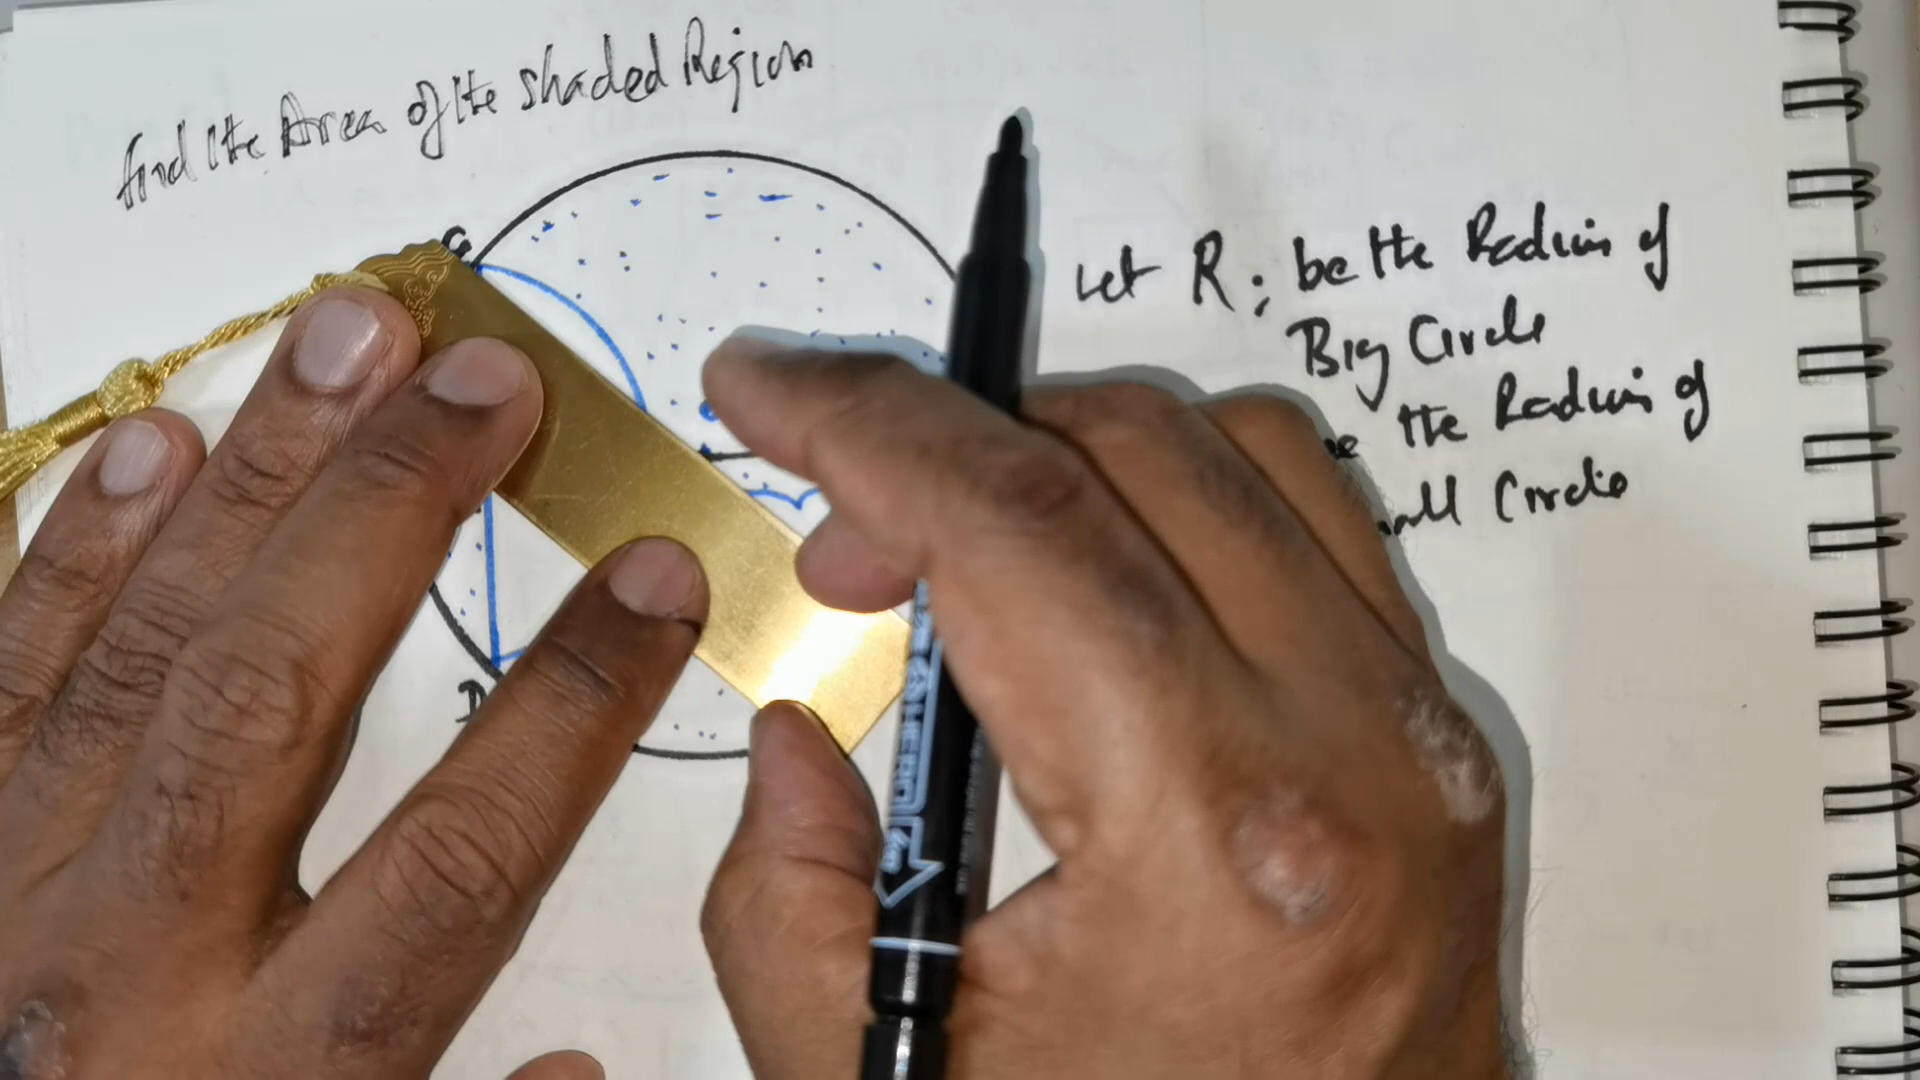 find the Area of the shaded Region
G
Let R; be the Radius of
Big Circle
the Radius of
Circle
D